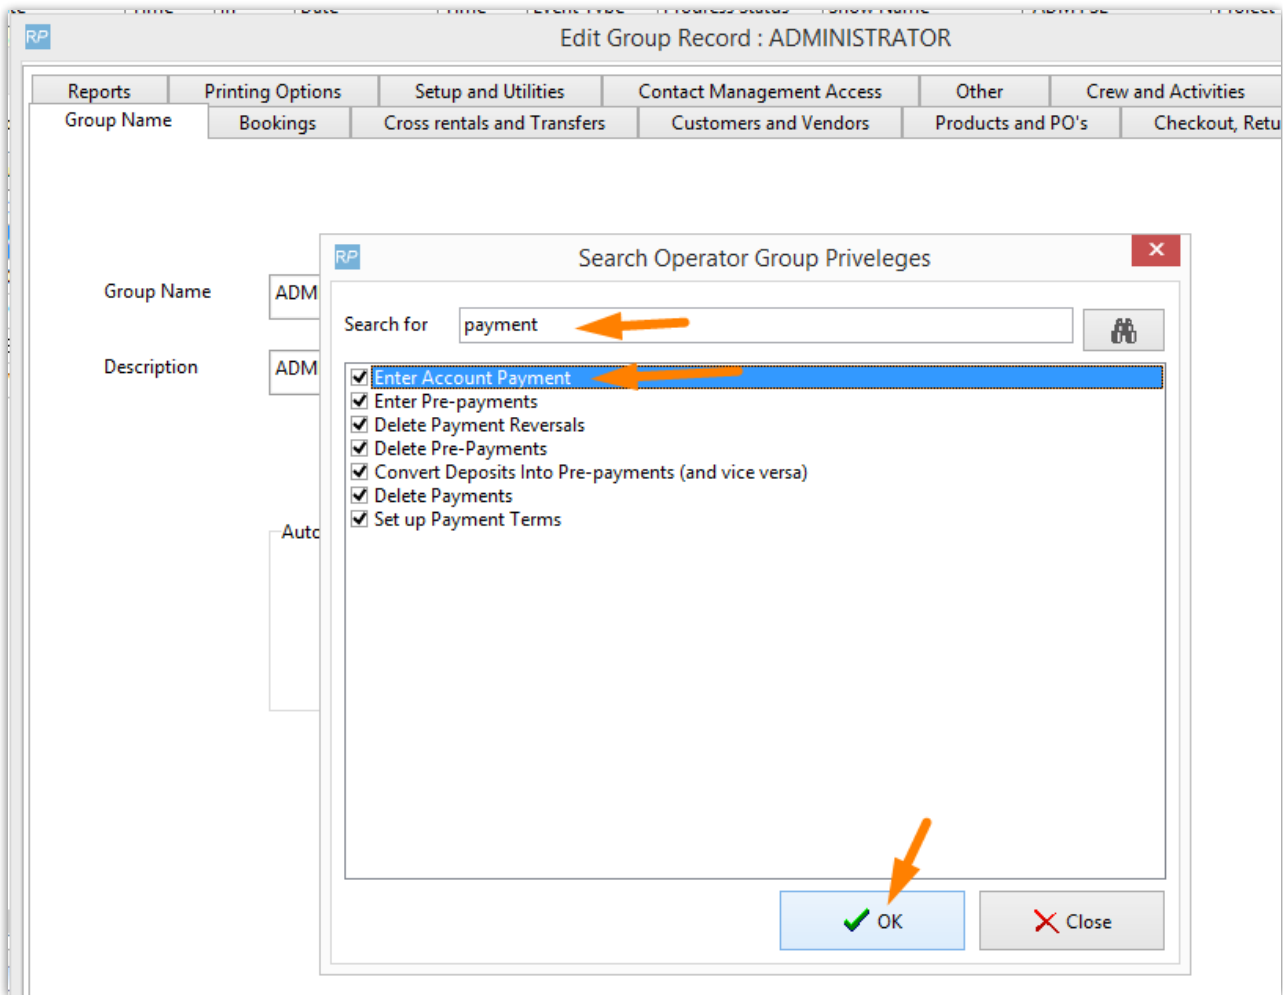 RP
Edit Group Record : ADMINISTRATOR
Reports Printing Options Setup and Utilities Contact Management Access Other Crew and Activities
Group Name Bookings Cross rentals and Transfers Customers and Vendors Products and PO's Checkout, Retu
RP
Search Operator Group Priveleges
Group Name ADM
Search for payment
Description ADM
Enter Account Payment
Enter Pre-payments
Delete Payment Reversals
Delete Pre-Payments
Convert Deposits Into Pre-payments (and vice versa)
Delete Payments
Set up Payment Terms
Auto
OK
Close